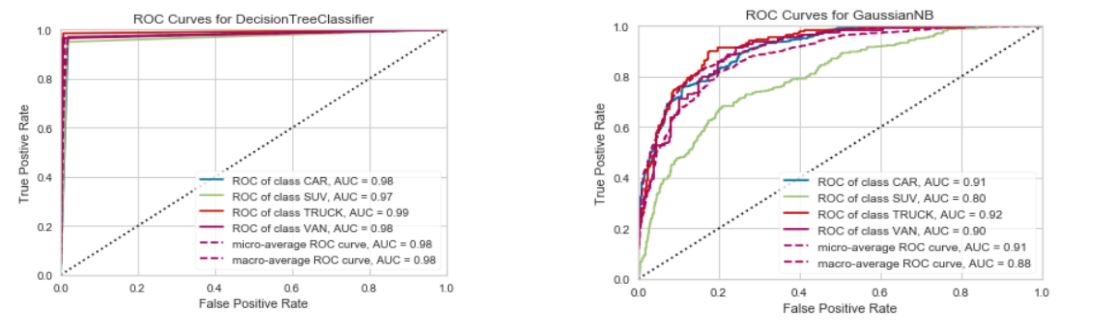 ROC Curves for DecisionTreeClassifier
1.0
0.8
0.6
0.4
0.2
0.0
True Postive Rate
ROC of class CAR, AUC = 0.98
ROC of class SUV, AUC = 0.97
ROC of class TRUCK, AUC = 0.99
ROC of class VAN, AUC = 0.98
micro-average ROC curve, AUC = 0.98
macro-average ROC curve, AUC = 0.98
0.0 0.2 0.4 0.6 0.8 1.0
False Positive Rate
ROC Curves for GaussianNB
1.0
0.8
0.6
0.4
0.2
0.0
True Postive Rate
ROC of class CAR, AUC = 0.91
ROC of class SUV, AUC = 0.80
ROC of class TRUCK, AUC = 0.92
ROC of class VAN, AUC = 0.90
micro-average ROC curve, AUC = 0.91
macro-average ROC curve, AUC = 0.88
0.0 0.2 0.4 0.6 0.8 1.0
False Positive Rate